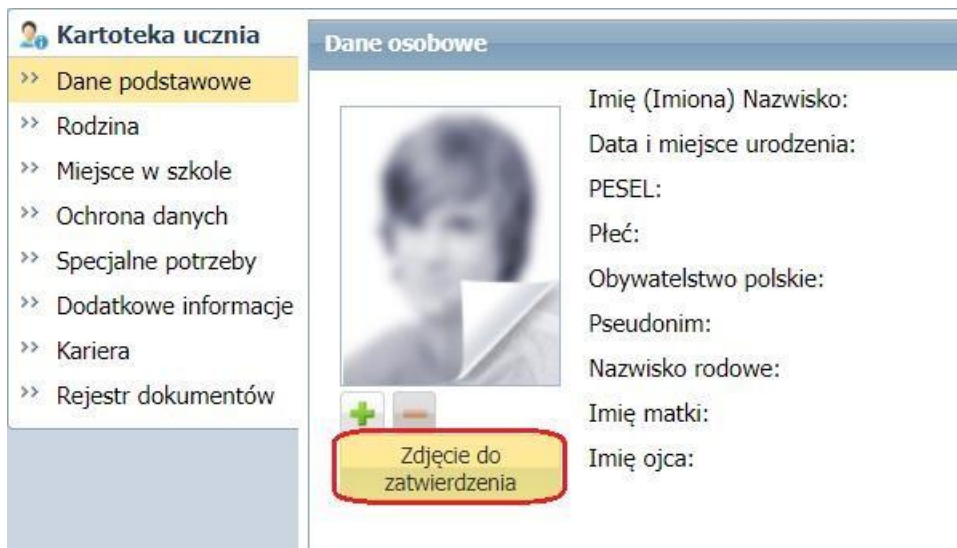 Kartoteka ucznia
Dane podstawowe
Rodzina
Miejsce w szkole
Ochrona danych
Specjalne potrzeby
Dodatkowe informacje
Kariera
Rejestr dokumentów
Dane osobowe
Imię (Imiona) Nazwisko:
Data i miejsce urodzenia:
PESEL:
Płeć:
Obywatelstwo polskie:
Pseudonim:
Nazwisko rodowe:
Imię matki:
Imię ojca:
Zdjęcie do
zatwierdzenia